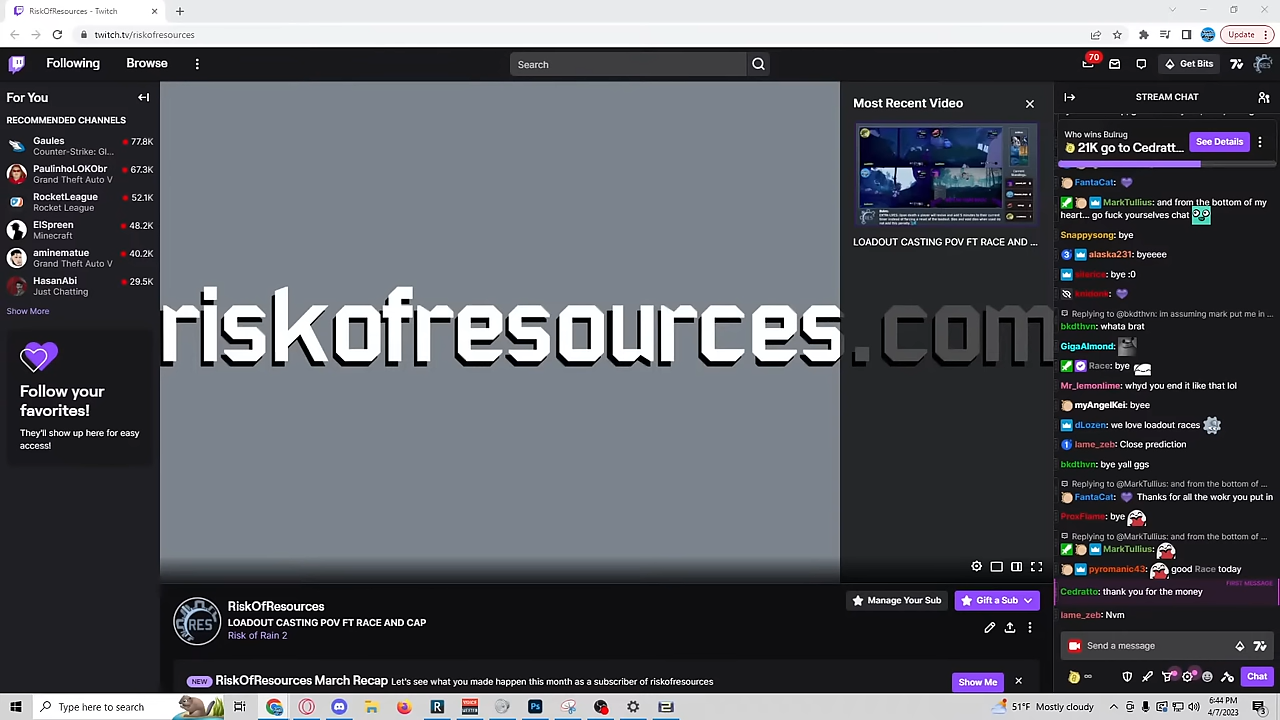 RiskOfResources - Twitch
twitch.tv/riskofresources
Update
Following
Browse
Search
70
Get Bits
For You
RECOMMENDED CHANNELS
Gaules
77.8K
Counter-Strike: Gl...
PaulinhoLOKObr
67.3K
Grand Theft Auto V
RocketLeague
52.1K
Rocket League
ElSpreen
48.2K
Minecraft
aminematue
40.2K
Grand Theft Auto V
HasanAbi
29.5K
Just Chatting
Show More
Follow your
favorites!
They'll show up here for easy
access!
riskofresources.com
Most Recent Video
LOADOUT CASTING POV FT RACE AND ...
RiskOfResources
LOADOUT CASTING POV FT RACE AND CAP
Risk of Rain 2
Manage Your Sub
Gift a Sub
NEW RiskOfResources March Recap Let's see what you made happen this month as a subscriber of riskofresources
Show Me
STREAM CHAT
Who wins Bulrug
21K go to Cedratt...
See Details
FantaCat:
MarkTullius: and from the bottom of my
heart... go fuck yourselves chat
Snappysong: bye
alaska231: byeeee
bye :0
Replying to @bkdthvn: im assuming mark put me in ...
bkdthvn: whata brat
GigaAlmond:
Race: bye
Mr_lemonlime: whyd you end it like that lol
myAngelKei: byee
dLozen: we love loadout races
lame_zeb: Close prediction
bkdthvn: bye yall ggs
Replying to @MarkTullius: and from the bottom of ...
FantaCat: Thanks for all the wokr you put in
ProxFlame: bye
Replying to @MarkTullius: and from the bottom of ...
MarkTullius:
pyromanic43: good Race today
FIRST MESSAGE
Cedratto: thank you for the money
lame_zeb: Nvm
Send a message
Chat
Type here to search
51°F Mostly cloudy
6:44 PM
4/7/2023